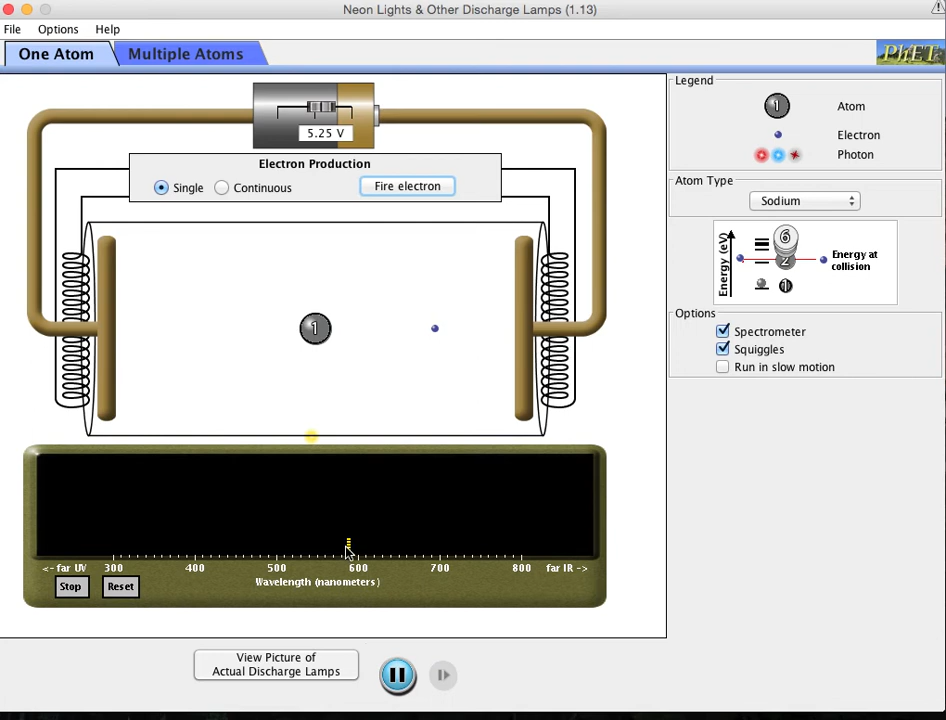 Neon Lights & Other Discharge Lamps (1.13)
File Options Help
One Atom Multiple Atoms
PhET
5.25 V
Electron Production
Single Continuous Fire electron
1
<- far UV 300 400 500 600 700 800 far IR ->
Wavelength (nanometers)
Stop Reset
View Picture of
Actual Discharge Lamps
Legend
1 Atom
Electron
Photon
Atom Type
Sodium
Energy (eV)
6
2
1
Energy at
collision
Options
Spectrometer
Squiggles
Run in slow motion